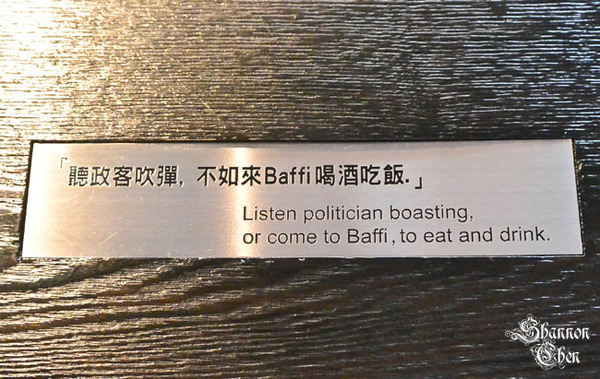 「聽政客吹彈, 不如來Baffi喝酒吃飯.」
Listen politician boasting,
or come to Baffi, to eat and drink.
Shannon
Chen